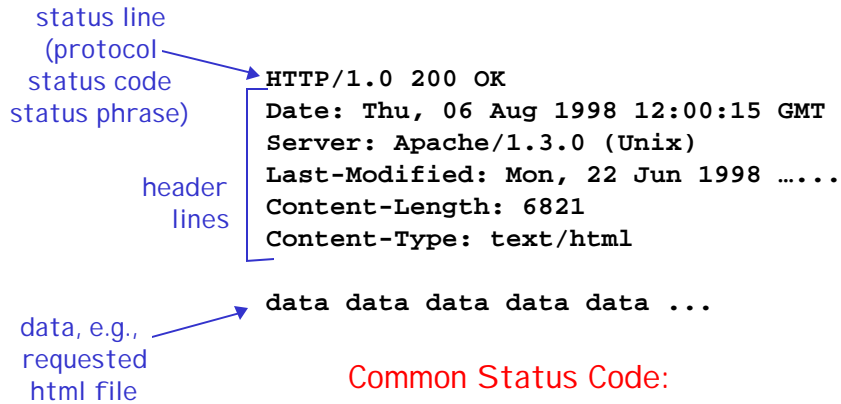 status line
(protocol
status code
status phrase)
HTTP/1.0 200 OK
Date: Thu, 06 Aug 1998 12:00:15 GMT
Server: Apache/1.3.0 (Unix)
Last-Modified: Mon, 22 Jun 1998 …...
Content-Length: 6821
Content-Type: text/html
header
lines
data data data data data ...
data, e.g.,
requested
html file
Common Status Code: